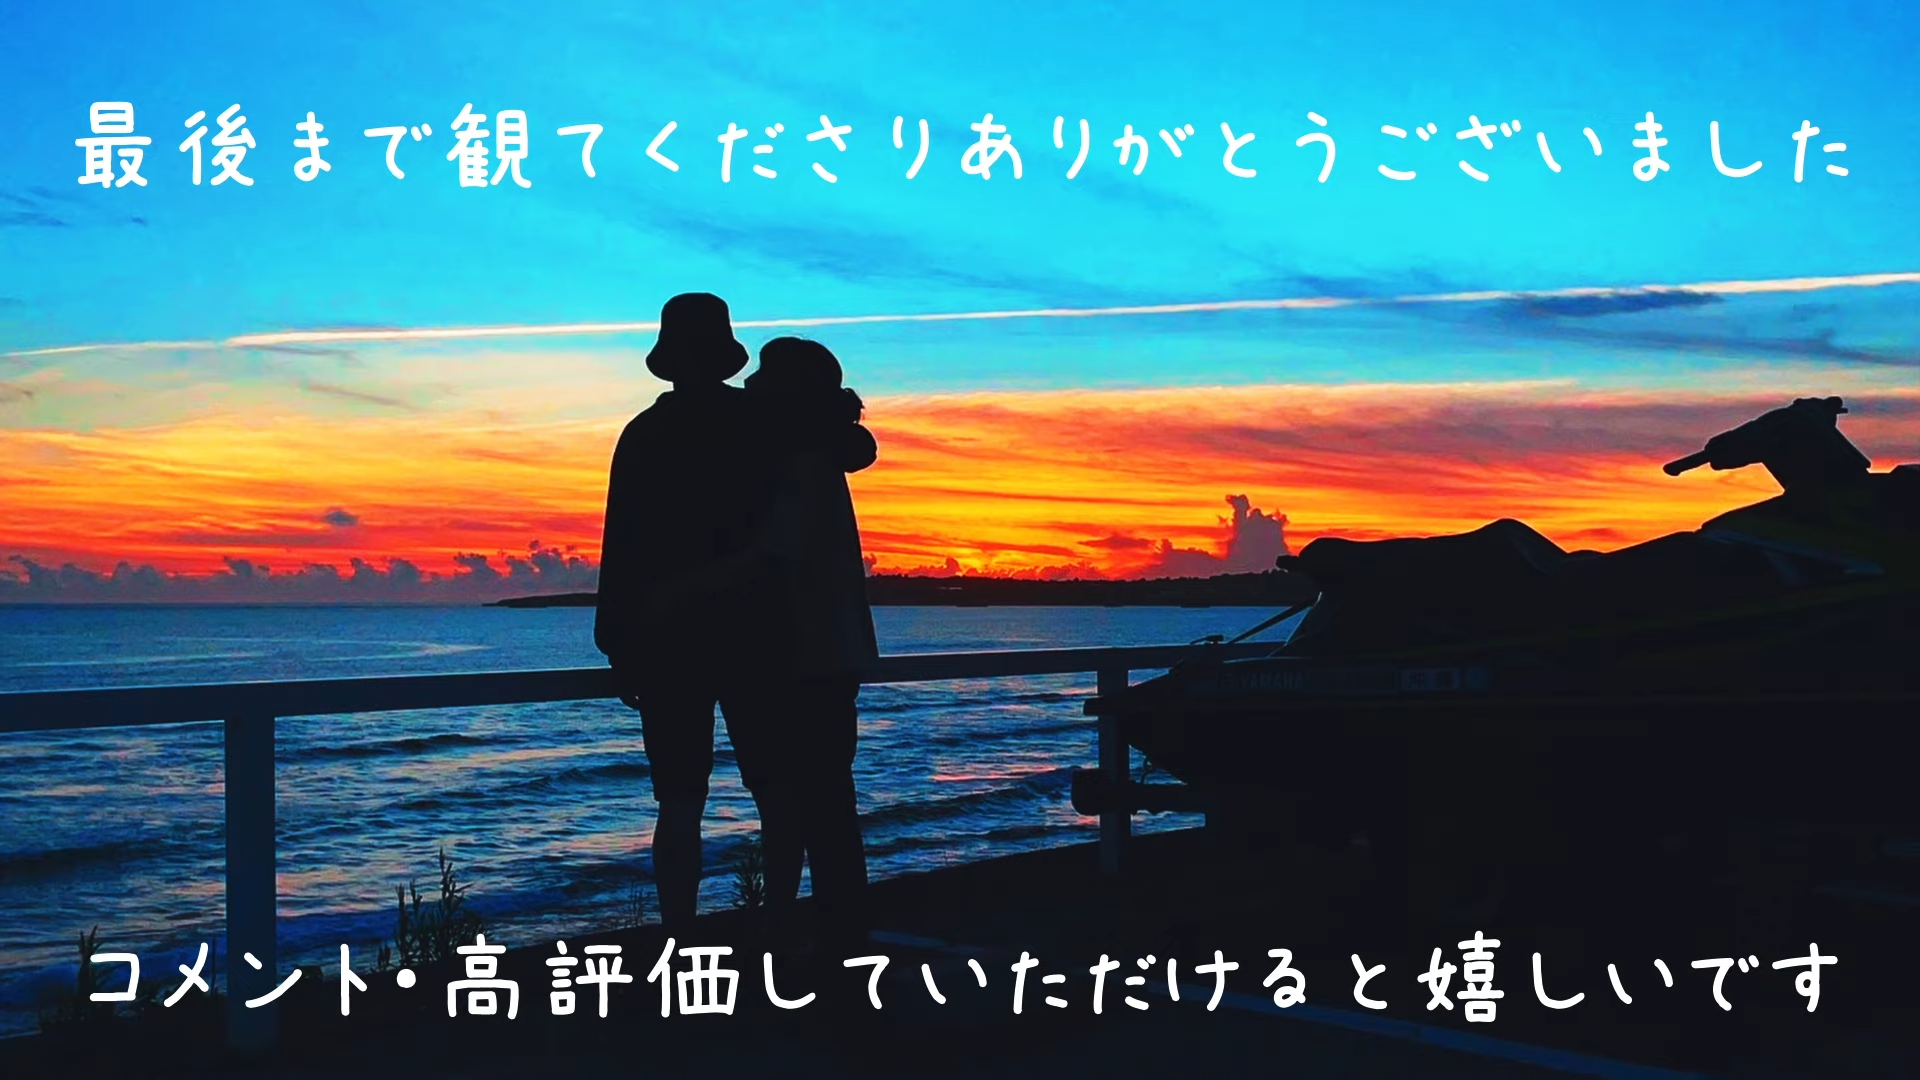 最後まで観てくださりありがとうございました
YAMAHA
コメント・高評価していただけると嬉しいです